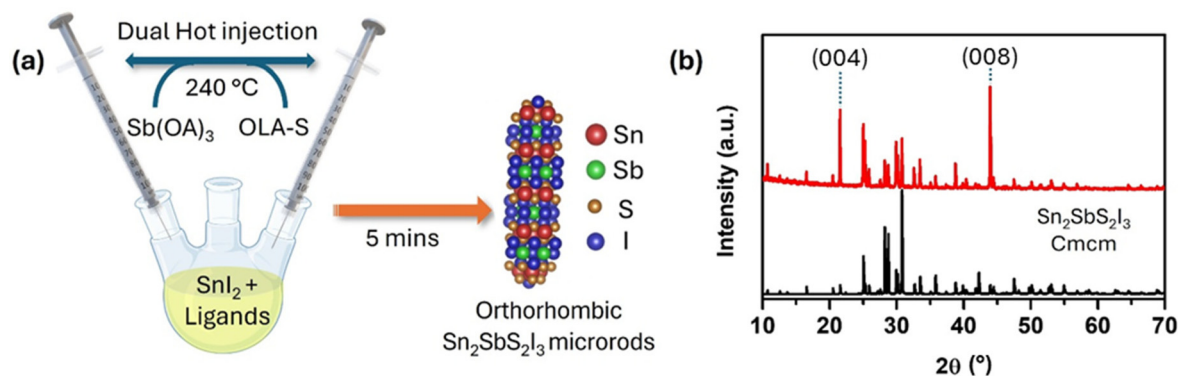 (a)
Dual Hot injection
240 °C
Sb(OA)₃
OLA-S
SnI₂ +
Ligands
5 mins
Sn
Sb
S
I
Orthorhombic
Sn₂SbS₂I₃ microrods
(b)
(004)
(008)
Intensity (a.u.)
Sn₂SbS₂I₃
Cmcm
10 20 30 40 50 60 70
2θ (°)